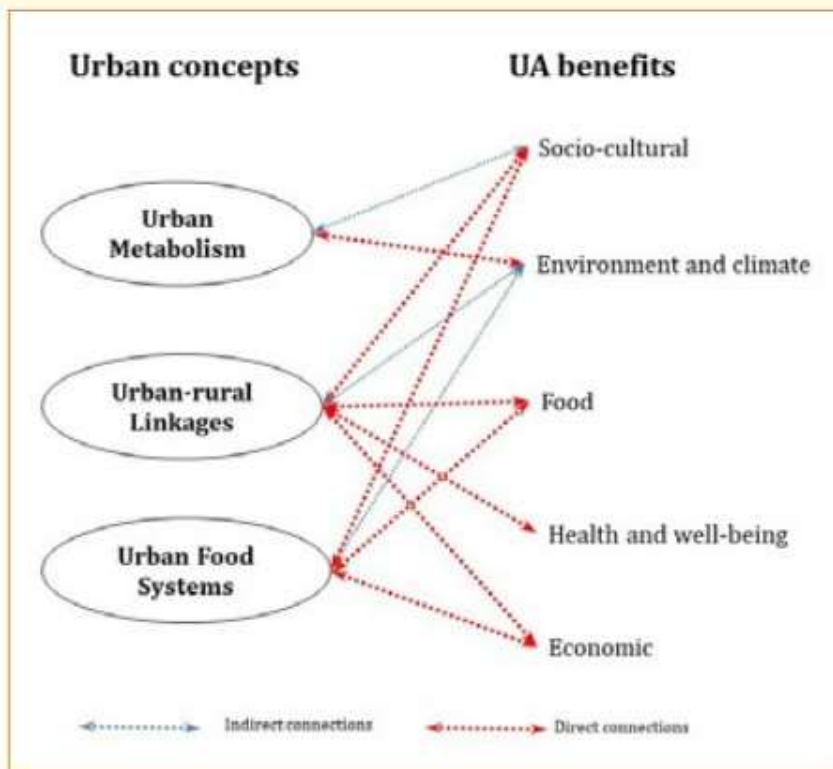 Urban concepts
UA benefits
Socio-cultural
Urban
Metabolism
Environment and climate
Urban-rural
Linkages
Food
Health and well-being
Urban Food
Systems
Economic
Indirect connections
Direct connections